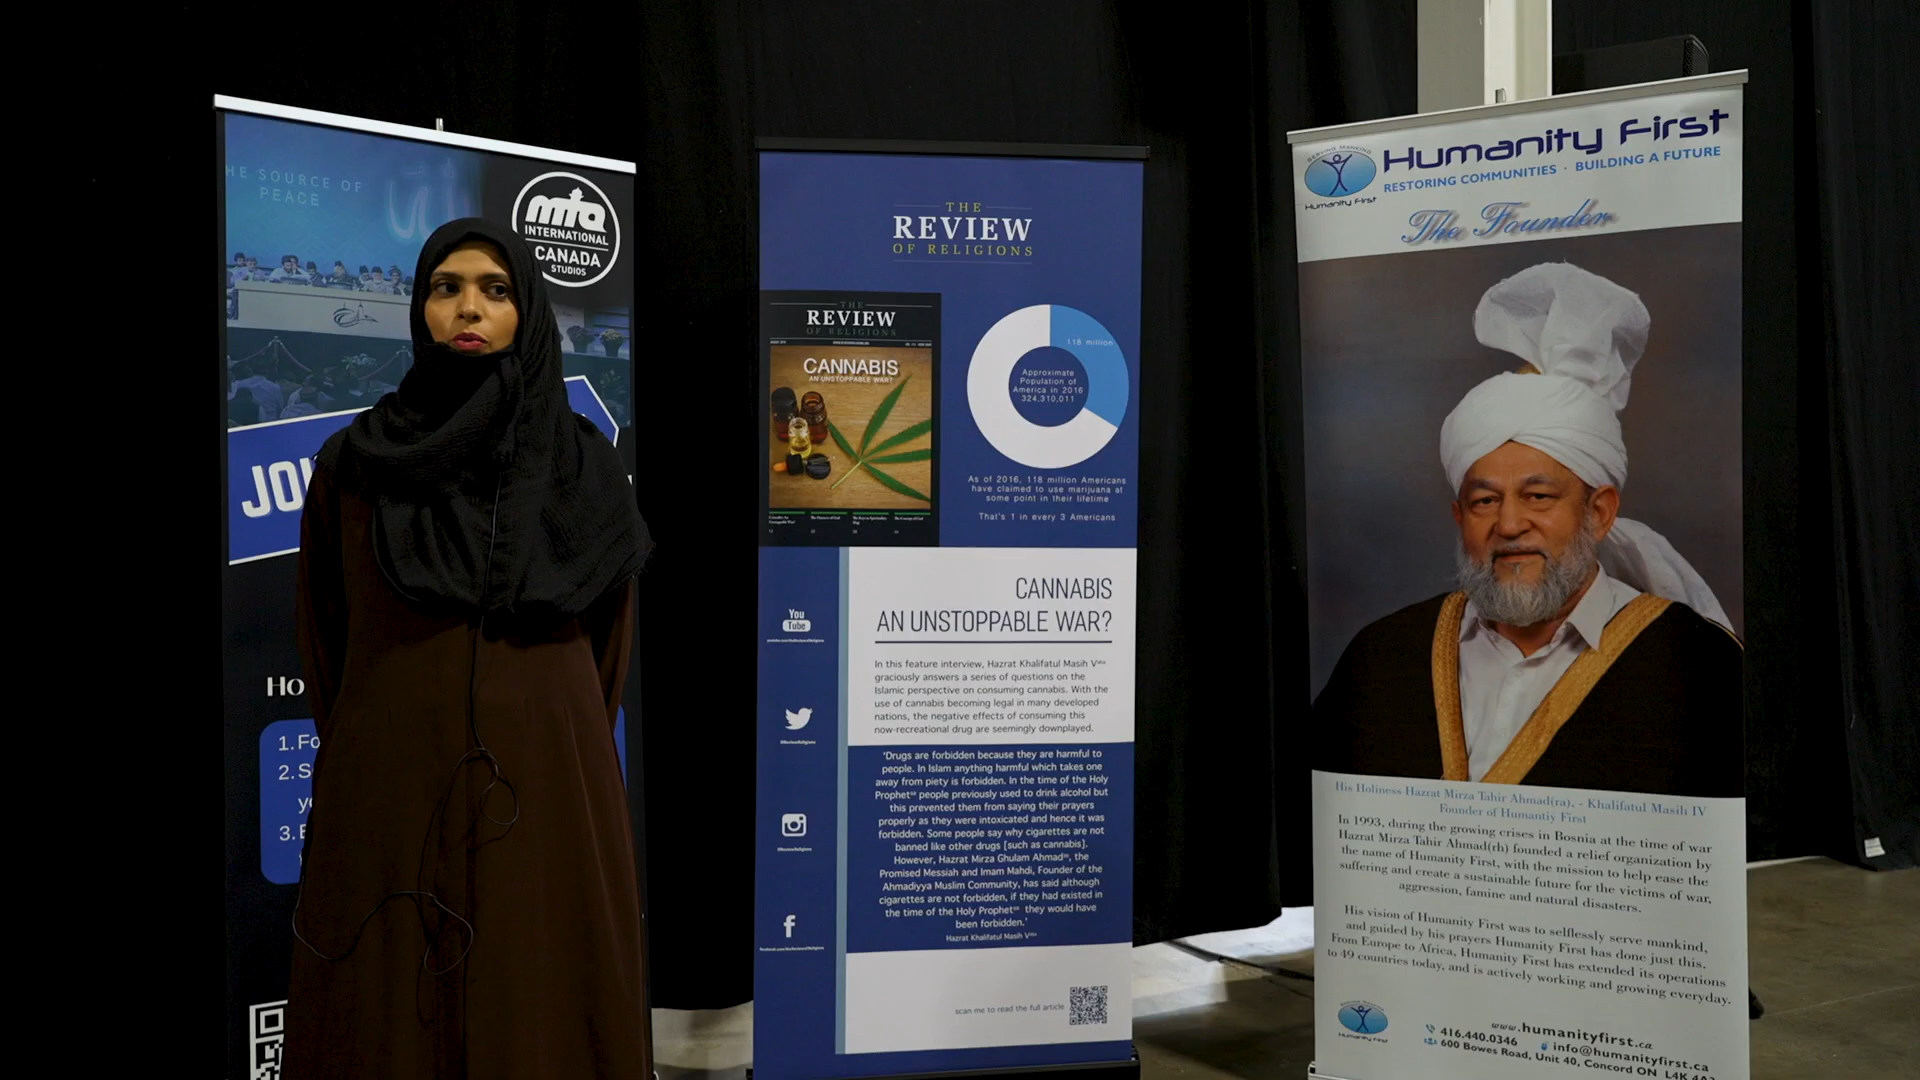 THE SOURCE OF
PEACE
mta
INTERNATIONAL
CANADA
STUDIOS
JOU
Ho
1. Fo
2. S
yo
3. E
THE
REVIEW
OF RELIGIONS
THE
REVIEW
OF RELIGIONS
CANNABIS
AN UNSTOPPABLE WAR?
118 million
Approximate
Population of
America in 2016
324,310,011
As of 2016, 118 million Americans
have claimed to use marijuana at
some point in their lifetime
That's 1 in every 3 Americans
CANNABIS
AN UNSTOPPABLE WAR?
In this feature interview, Hazrat Khalifatul Masih V
graciously answers a series of questions on the
Islamic perspective on consuming cannabis. With the
use of cannabis becoming legal in many developed
nations, the negative effects of consuming this
now-recreational drug are seemingly downplayed.
'Drugs are forbidden because they are harmful to
people. In Islam anything harmful which takes one
away from piety is forbidden. In the time of the Holy
Prophet people previously used to drink alcohol but
this prevented them from saying their prayers
properly as they were intoxicated and hence it was
forbidden. Some people say why cigarettes are not
banned like other drugs [such as cannabis].
However, Hazrat Mirza Ghulam Ahmad, the
Promised Messiah and Imam Mahdi, Founder of the
Ahmadiyya Muslim Community, has said although
cigarettes are not forbidden, if they had existed in
the time of the Holy Prophet they would have
been forbidden.'
Hazrat Khalifatul Masih V
You
Tube
scan me to read the full article
Humanity First
RESTORING COMMUNITIES · BUILDING A FUTURE
SERVING MANKIND
Humanity First
The Founder
His Holiness Hazrat Mirza Tahir Ahmad(ra), - Khalifatul Masih IV
Founder of Humantiy First
In 1993, during the growing crises in Bosnia at the time of war
Hazrat Mirza Tahir Ahmad(rh) founded a relief organization by
the name of Humanity First, with the mission to help ease the
suffering and create a sustainable future for the victims of war,
aggression, famine and natural disasters.
His vision of Humanity First was to selflessly serve mankind,
and guided by his prayers Humanity First has done just this.
From Europe to Africa, Humanity First has extended its operations
to 49 countries today, and is actively working and growing everyday.
Humanity First
www.humanityfirst.ca
416.440.0346 info@humanityfirst.ca
600 Bowes Road, Unit 40, Concord ON L4K